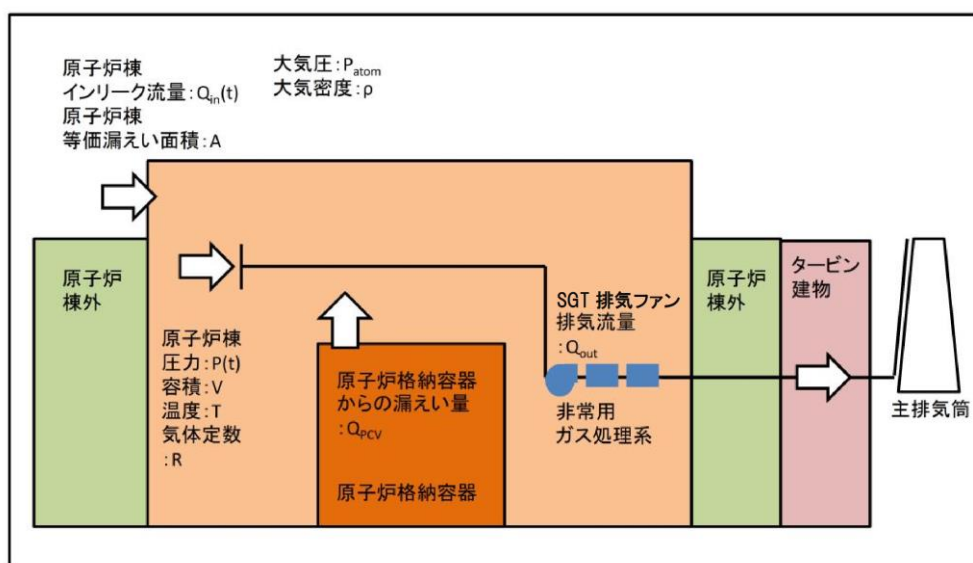 原子炉棟
インリーク流量：Qin(t)
原子炉棟
等価漏えい面積：A
大気圧：Patom
大気密度：ρ
原子炉
棟外
原子炉棟
圧力：P(t)
容積：V
温度：T
気体定数
：R
原子炉格納容器
からの漏えい量
：QPCV
原子炉格納容器
SGT 排気ファン
排気流量
：Qout
非常用
ガス処理系
原子炉
棟外
タービン
建物
主排気筒